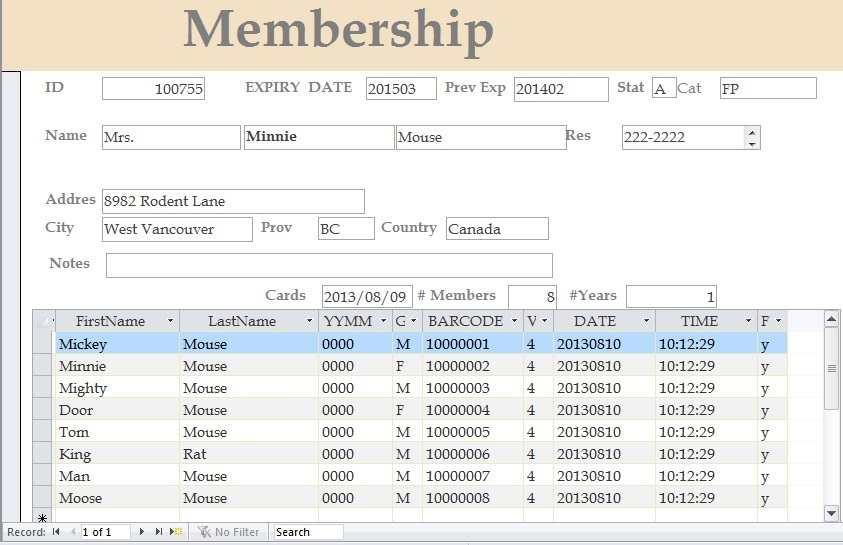 Membership
ID 100755 EXPIRY DATE 201503 Prev Exp 201402 Stat A Cat FP
Name Mrs. Minnie Mouse Res 222-2222
Addres 8982 Rodent Lane
City West Vancouver Prov BC Country Canada
Notes
Cards 2013/08/09 # Members 8 #Years 1
FirstName LastName YYMM G BARCODE V DATE TIME F
Mickey Mouse 0000 M 10000001 4 20130810 10:12:29 y
Minnie Mouse 0000 F 10000002 4 20130810 10:12:29 y
Mighty Mouse 0000 M 10000003 4 20130810 10:12:29 y
Door Mouse 0000 F 10000004 4 20130810 10:12:29 y
Tom Mouse 0000 M 10000005 4 20130810 10:12:29 y
King Rat 0000 M 10000006 4 20130810 10:12:29 y
Man Mouse 0000 M 10000007 4 20130810 10:12:29 y
Moose Mouse 0000 M 10000008 4 20130810 10:12:29 y
Record: 1 of 1 No Filter Search